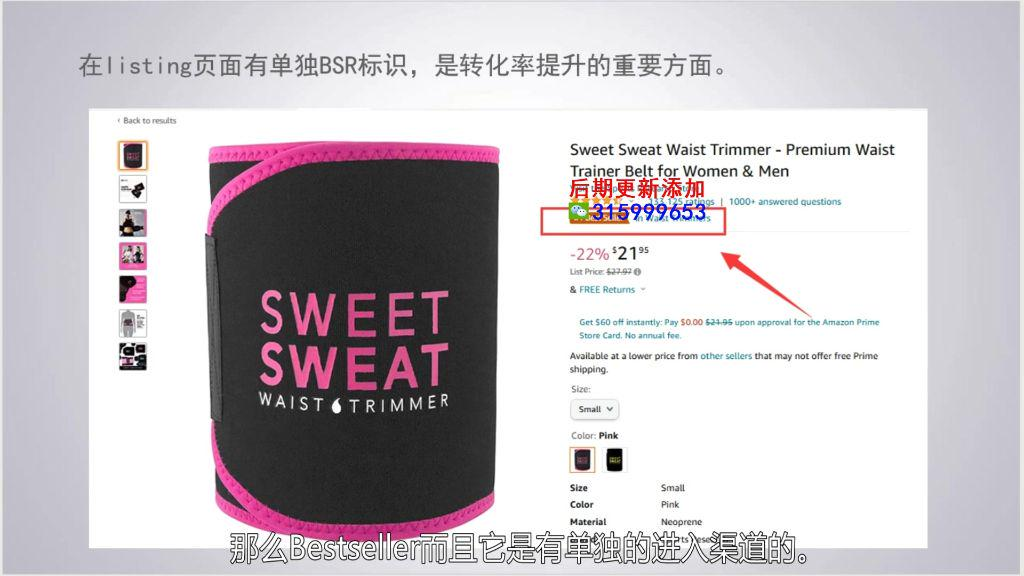 在listing页面有单独BSR标识，是转化率提升的重要方面。
‹ Back to results
Sweet Sweat Waist Trimmer - Premium Waist
Trainer Belt for Women & Men
后期更新添加
133,125 ratings | 1000+ answered questions
315999653
in Waist Trimmers
-22% $21.95
List Price: $27.97
& FREE Returns
Get $60 off instantly: Pay $0.00 $21.95 upon approval for the Amazon Prime
Store Card. No annual fee.
Available at a lower price from other sellers that may not offer free Prime
shipping.
Size:
Small
Color: Pink
Size Small
Color Pink
Material Neoprene
SWEET
SWEAT
WAIST TRIMMER
那么Bestseller而且它是有单独的进入渠道的。